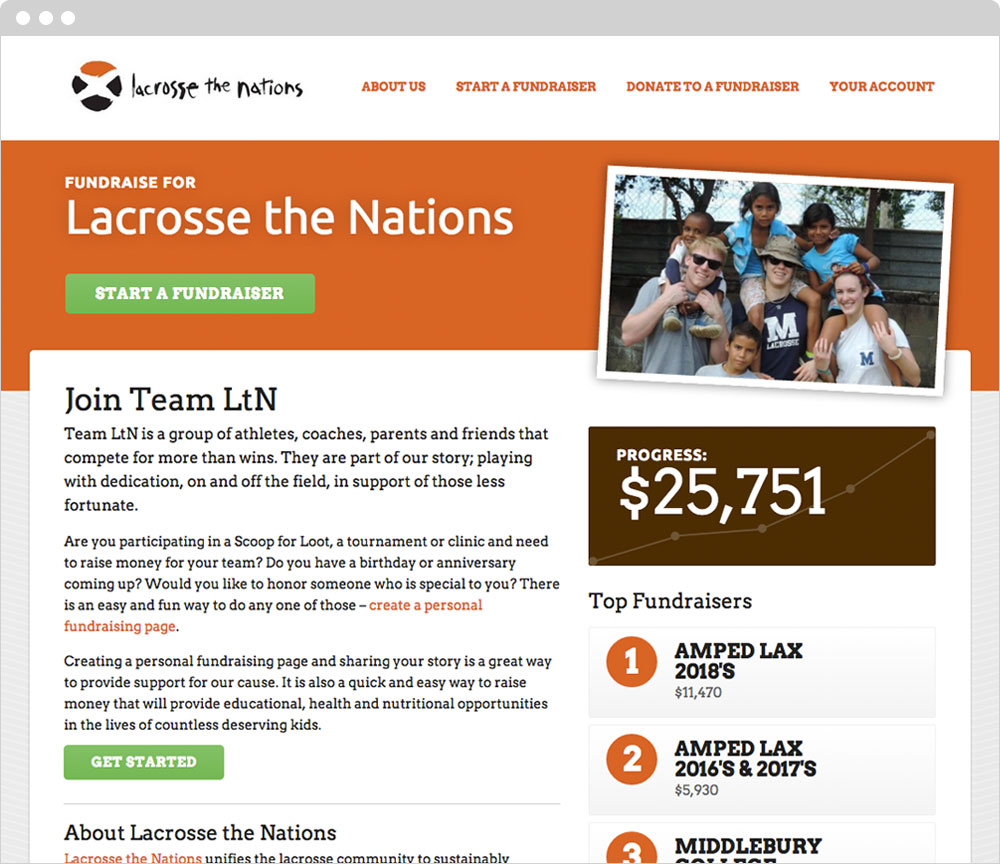 lacrosse the nations
ABOUT US
START A FUNDRAISER
DONATE TO A FUNDRAISER
YOUR ACCOUNT
FUNDRAISE FOR
Lacrosse the Nations
START A FUNDRAISER
M
LACROSSE
M
Join Team LtN
Team LtN is a group of athletes, coaches, parents and friends that
compete for more than wins. They are part of our story; playing
with dedication, on and off the field, in support of those less
fortunate.
Are you participating in a Scoop for Loot, a tournament or clinic and need
to raise money for your team? Do you have a birthday or anniversary
coming up? Would you like to honor someone who is special to you? There
is an easy and fun way to do any one of those – create a personal
fundraising page.
Creating a personal fundraising page and sharing your story is a great way
to provide support for our cause. It is also a quick and easy way to raise
money that will provide educational, health and nutritional opportunities
in the lives of countless deserving kids.
GET STARTED
About Lacrosse the Nations
Lacrosse the Nations unifies the lacrosse community to sustainably
PROGRESS:
$25,751
Top Fundraisers
1
AMPED LAX
2018'S
$11,470
2
AMPED LAX
2016'S & 2017'S
$5,930
3
MIDDLEBURY
COLLEGE